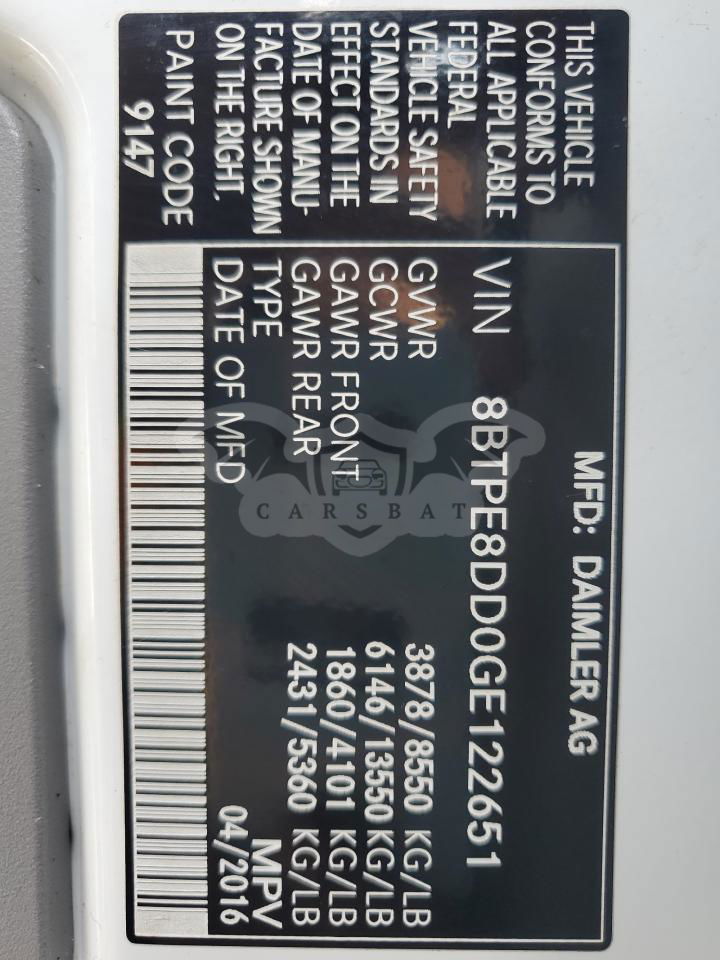 MFD: DAIMLER AG
THIS VEHICLE
CONFORMS TO
ALL APPLICABLE
FEDERAL
VEHICLE SAFETY
STANDARDS IN
EFFECT ON THE
DATE OF MANU-
FACTURE SHOWN
ON THE RIGHT.
PAINT CODE
9147
VIN 8BTPE8DD0GE122651
GVWR 3878/8550 KG/LB
GCWR 6146/13550 KG/LB
GAWR FRONT 1860/4101 KG/LB
GAWR REAR 2431/5360 KG/LB
TYPE MPV
DATE OF MFD 04/2016
CARSBAT